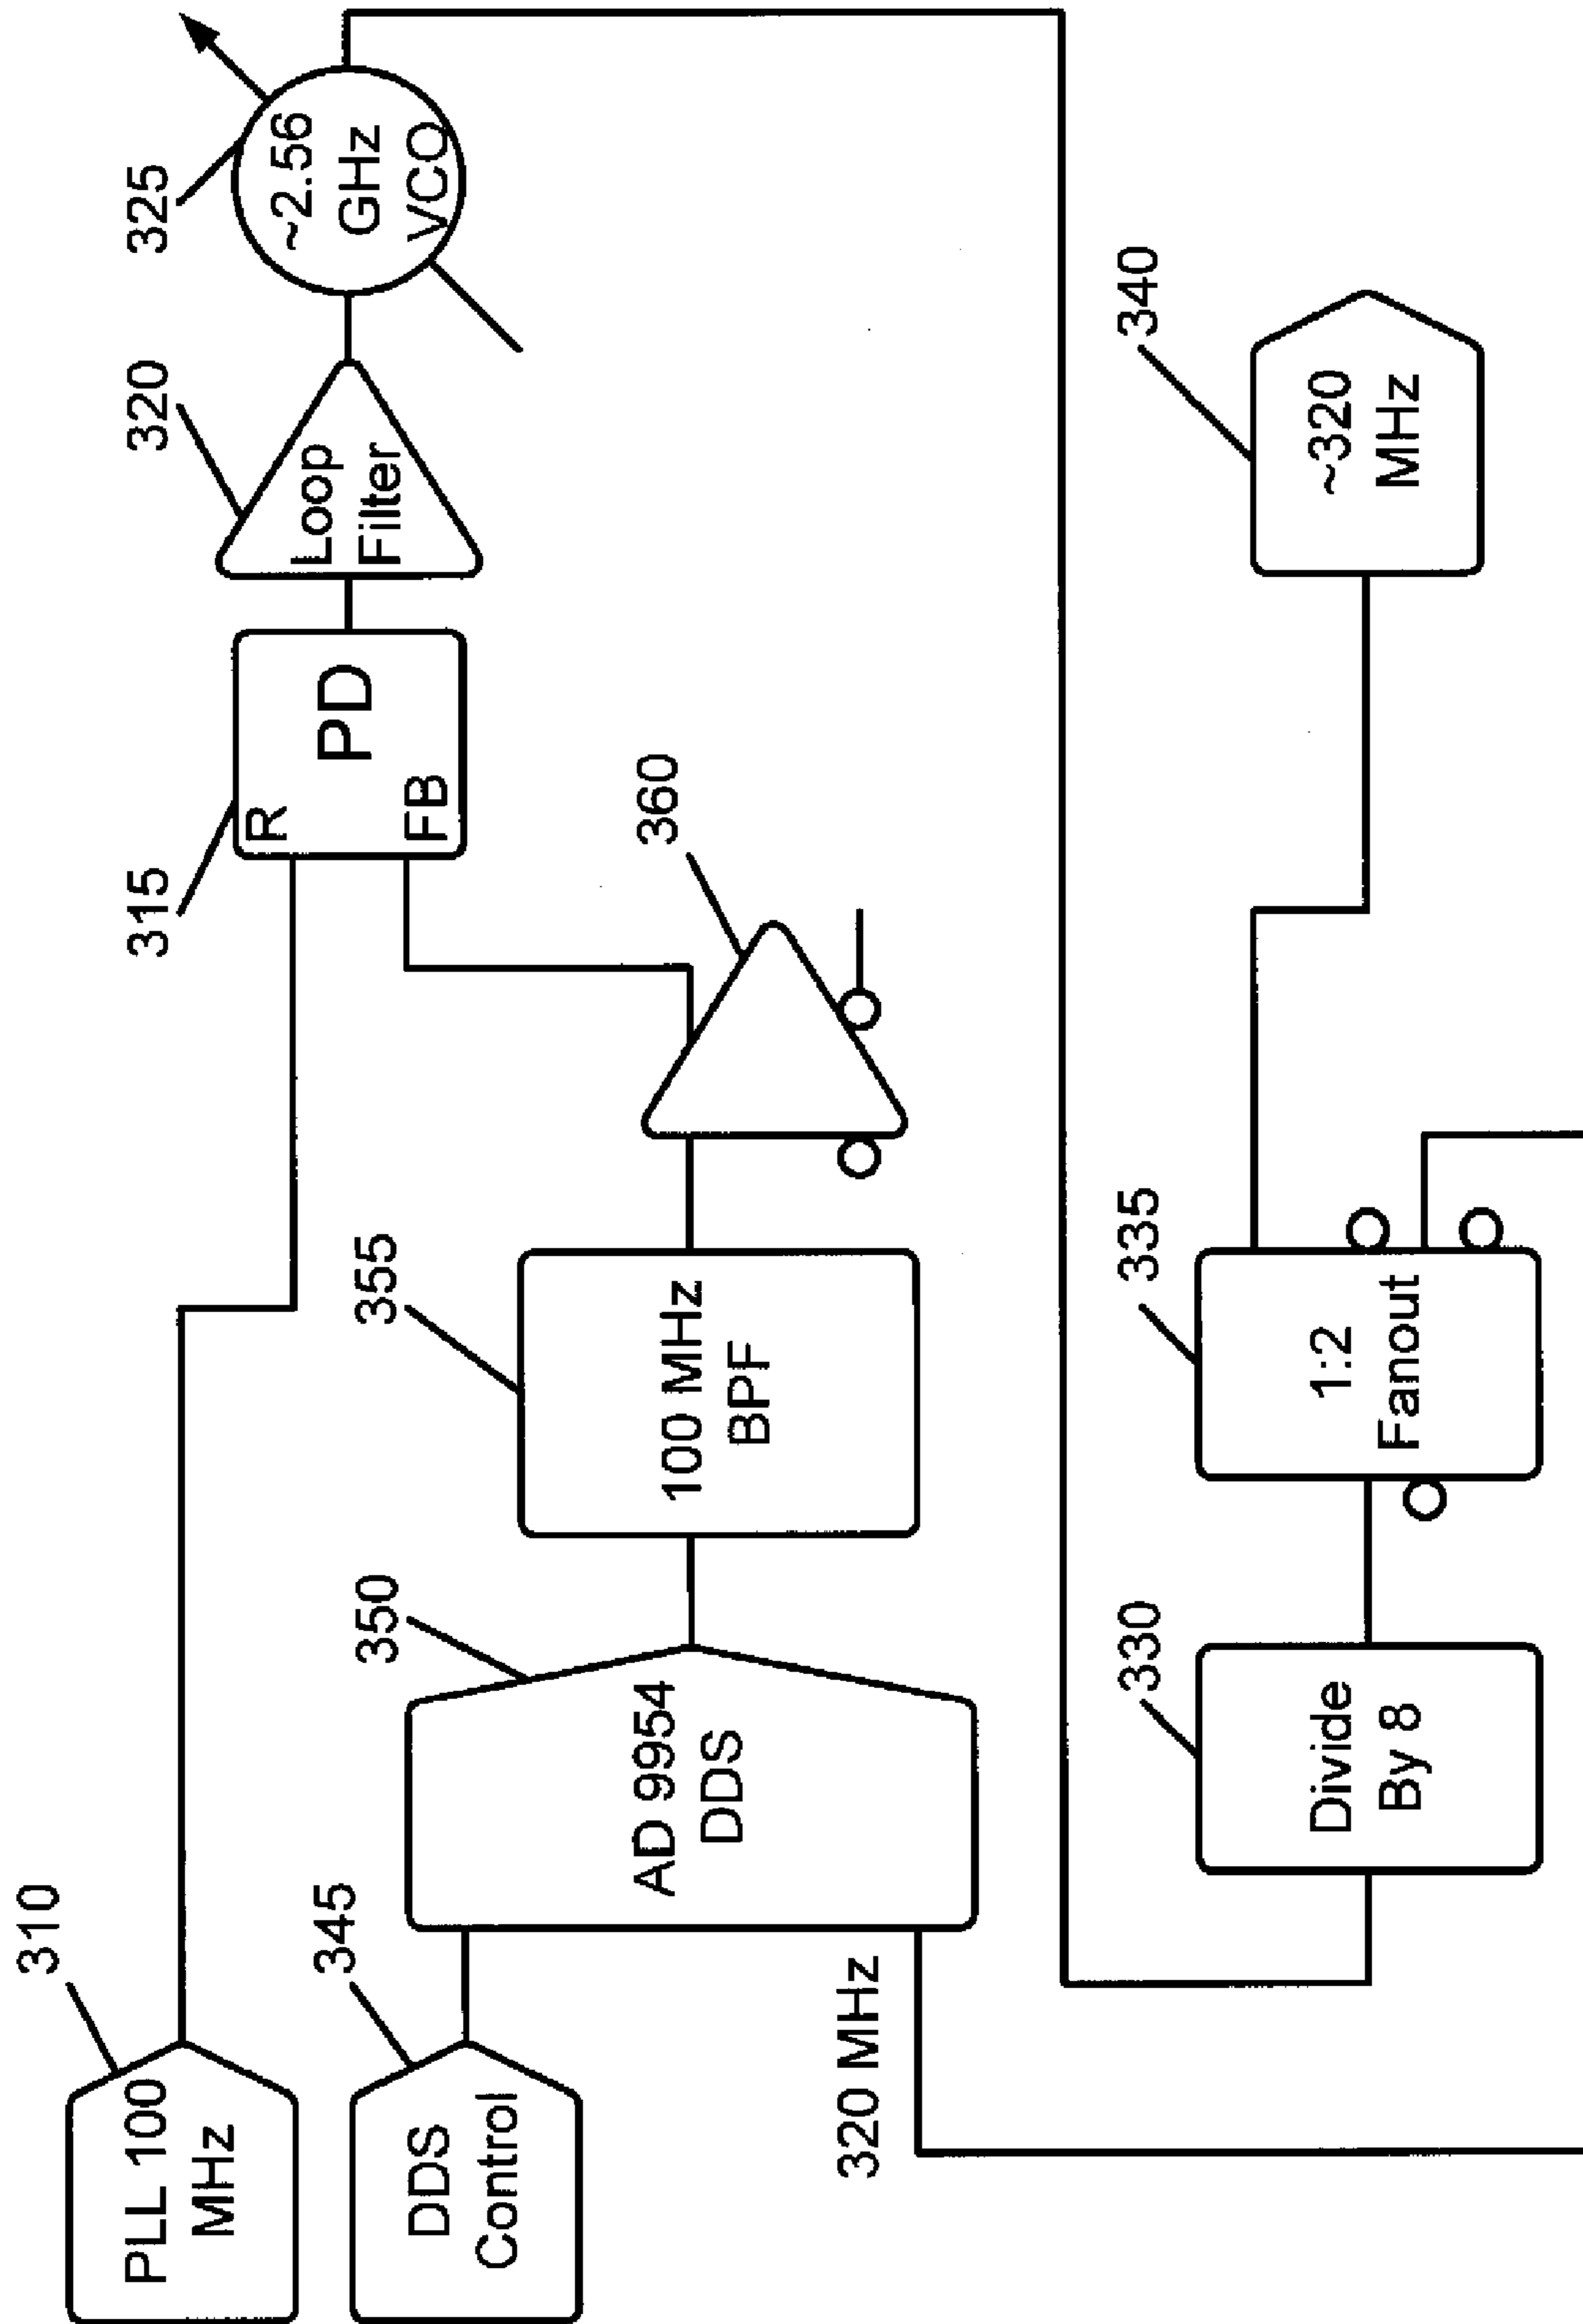 310
PLL 100
MHz
315
R
PD
FB
320
Loop
Filter
325
~2.56
GHz
VCO
345
DDS
Control
350
AD 9954
DDS
320 MHz
355
100 MHz
BPF
360
330
Divide
By 8
335
1:2
Fanout
340
~320
MHz